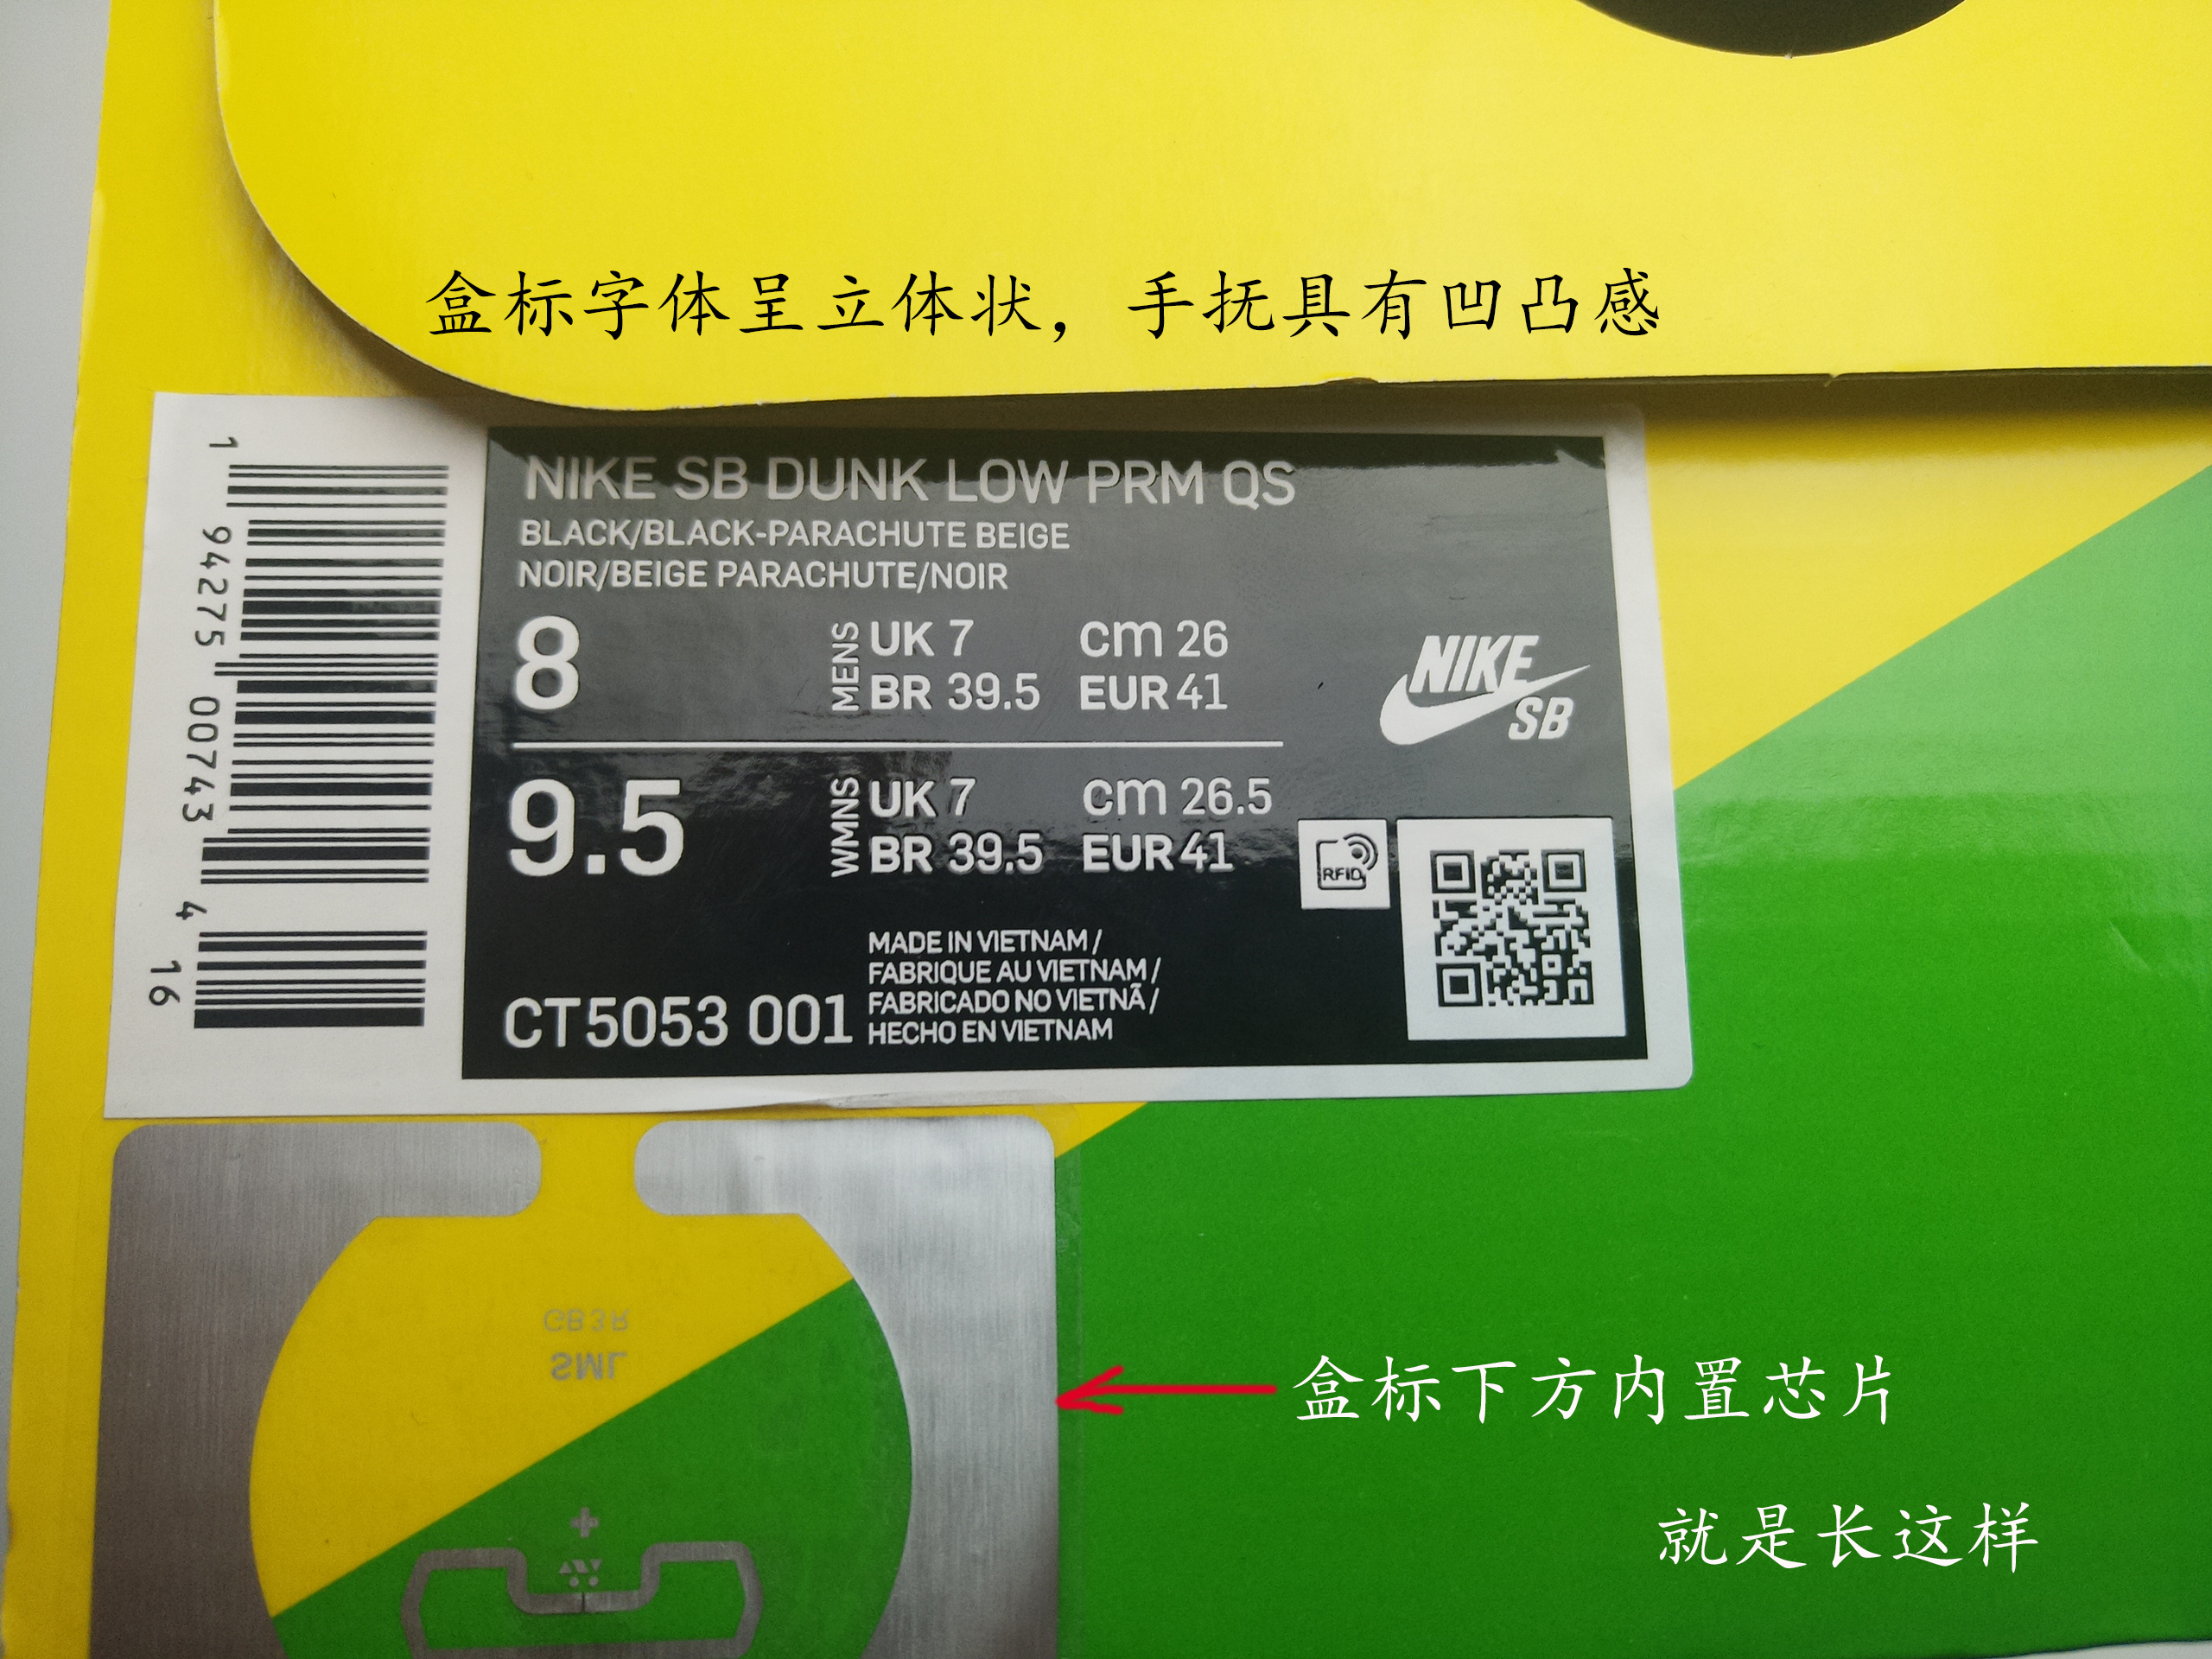 盒标字体呈立体状，手抚具有凹凸感
NIKE SB DUNK LOW PRM QS
BLACK/BLACK-PARACHUTE BEIGE
NOIR/BEIGE PARACHUTE/NOIR
8
MENS
UK 7 cm 26
BR 39.5 EUR 41
NIKE
SB
9.5
WMNS
UK 7 cm 26.5
BR 39.5 EUR 41
RFID
MADE IN VIETNAM /
FABRIQUE AU VIETNAM /
FABRICADO NO VIETNÃ /
HECHO EN VIETNAM
CT5053 001
1 94275 00743 4 16
GB3R
SML
盒标下方内置芯片
就是长这样